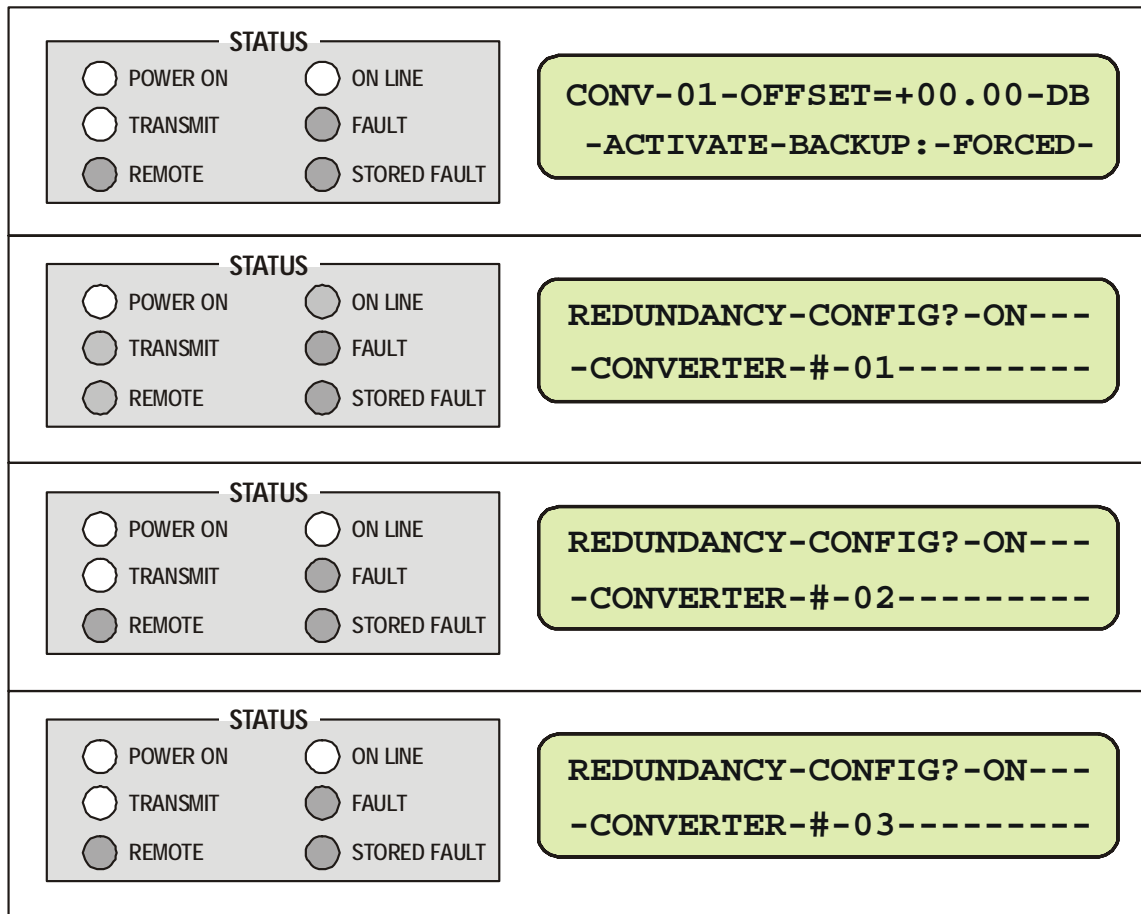 STATUS
POWER ON ON LINE
TRANSMIT FAULT
REMOTE STORED FAULT
CONV-01-OFFSET=+00.00-DB
-ACTIVATE-BACKUP:-FORCED-
STATUS
POWER ON ON LINE
TRANSMIT FAULT
REMOTE STORED FAULT
REDUNDANCY-CONFIG?-ON---
-CONVERTER-#-01---------
STATUS
POWER ON ON LINE
TRANSMIT FAULT
REMOTE STORED FAULT
REDUNDANCY-CONFIG?-ON---
-CONVERTER-#-02---------
STATUS
POWER ON ON LINE
TRANSMIT FAULT
REMOTE STORED FAULT
REDUNDANCY-CONFIG?-ON---
-CONVERTER-#-03---------